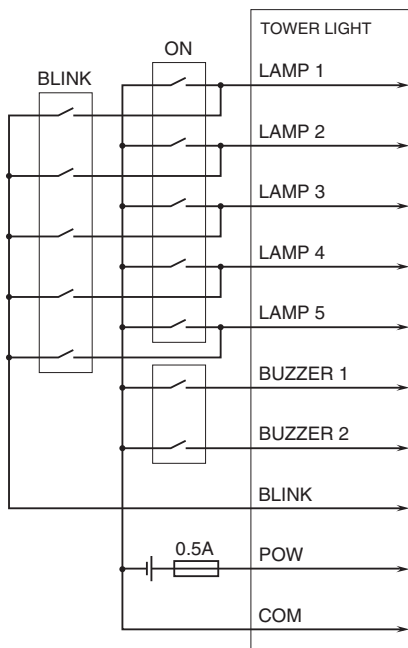 TOWER LIGHT
ON
LAMP 1
BLINK
LAMP 2
LAMP 3
LAMP 4
LAMP 5
BUZZER 1
BUZZER 2
BLINK
0.5A
POW
COM